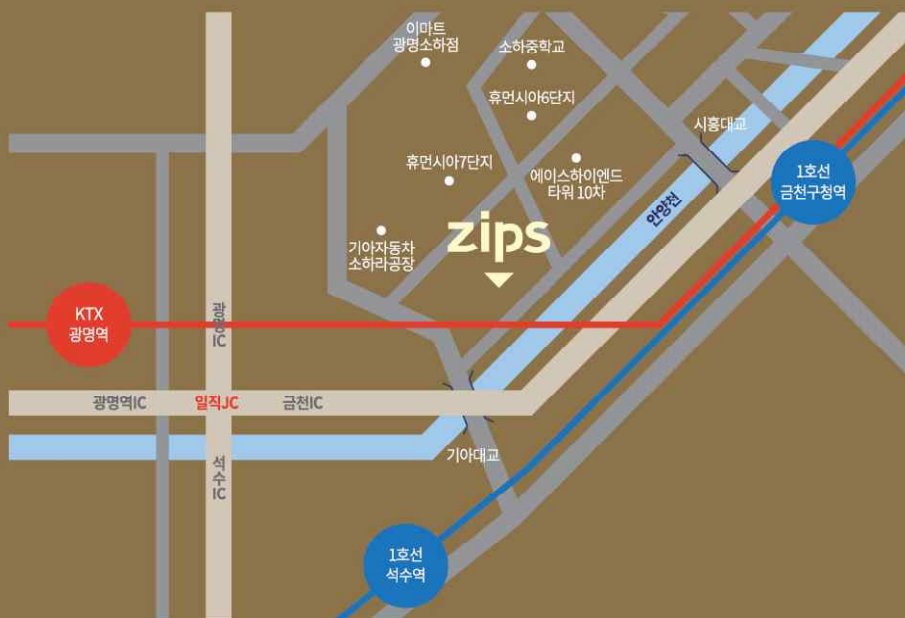 이마트
광명소하점
소하중학교
휴먼시아6단지
시흥대교
휴먼시아7단지
에이스하이엔드
타워 10차
1호선
금천구청역
안양천
zips
기아자동차
소하리공장
KTX
광명역
광명IC
광명역IC
일직JC
금천IC
기아대교
석수IC
1호선
석수역